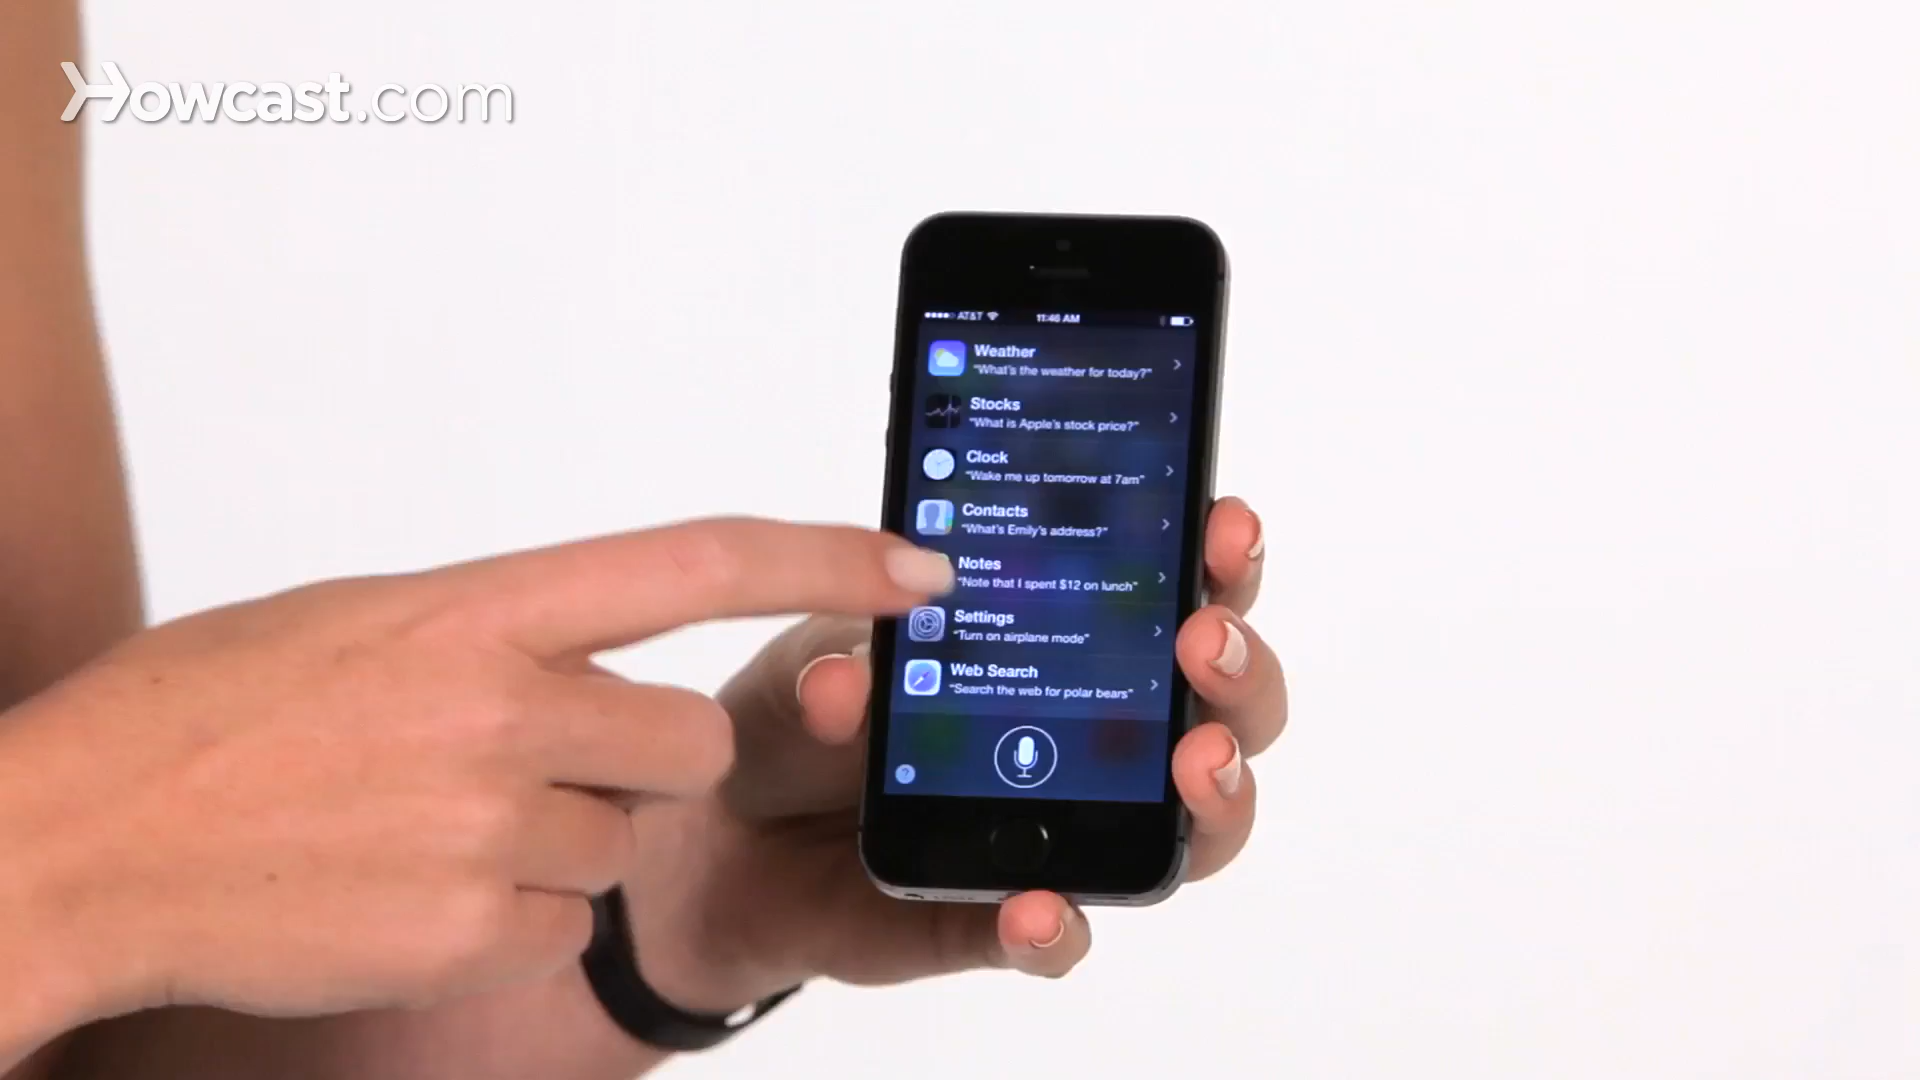 Howcast.com
AT&T 11:46 AM
Weather
"What's the weather for today?"
Stocks
"What is Apple's stock price?"
Clock
"Wake me up tomorrow at 7am"
Contacts
"What's Emily's address?"
Notes
"Note that I spent $12 on lunch"
Settings
"Turn on airplane mode"
Web Search
"Search the web for polar bears"
?